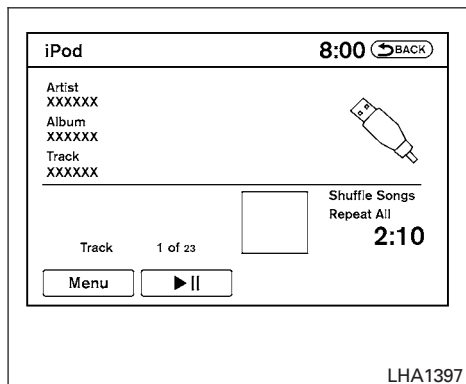 iPod 8:00 BACK
Artist
XXXXXX
Album
XXXXXX
Track
XXXXXX
Shuffle Songs
Repeat All
2:10
Track 1 of 23
Menu
LHA1397